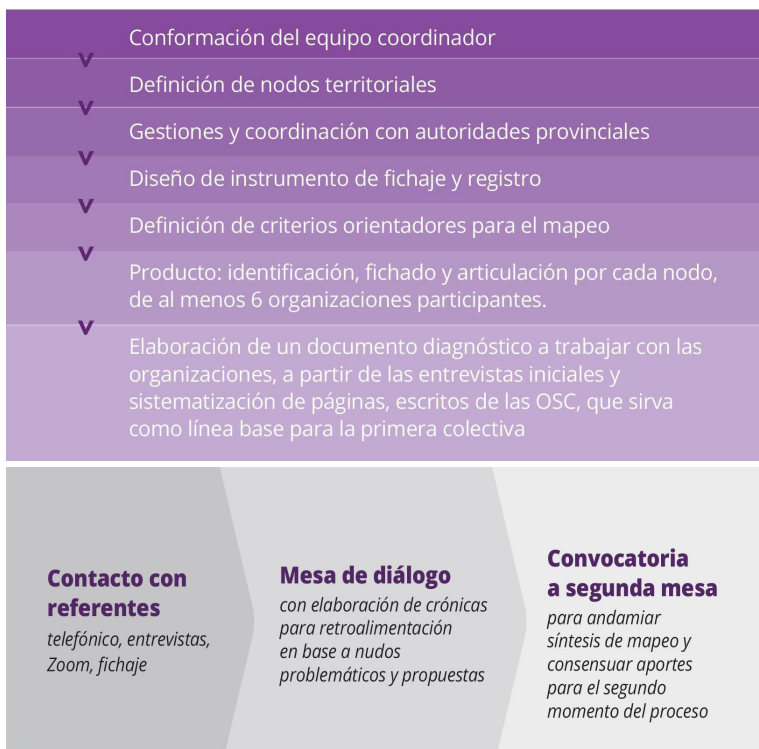 Conformación del equipo coordinador
Definición de nodos territoriales
Gestiones y coordinación con autoridades provinciales
Diseño de instrumento de fichaje y registro
Definición de criterios orientadores para el mapeo
Producto: identificación, fichado y articulación por cada nodo,
de al menos 6 organizaciones participantes.
Elaboración de un documento diagnóstico a trabajar con las
organizaciones, a partir de las entrevistas iniciales y
sistematización de páginas, escritos de las OSC, que sirva
como línea base para la primera colectiva
Contacto con
referentes
telefónico, entrevistas,
Zoom, fichaje
Mesa de diálogo
con elaboración de crónicas
para retroalimentación
en base a nudos
problemáticos y propuestas
Convocatoria
a segunda mesa
para andamiar
síntesis de mapeo y
consensuar aportes
para el segundo
momento del proceso